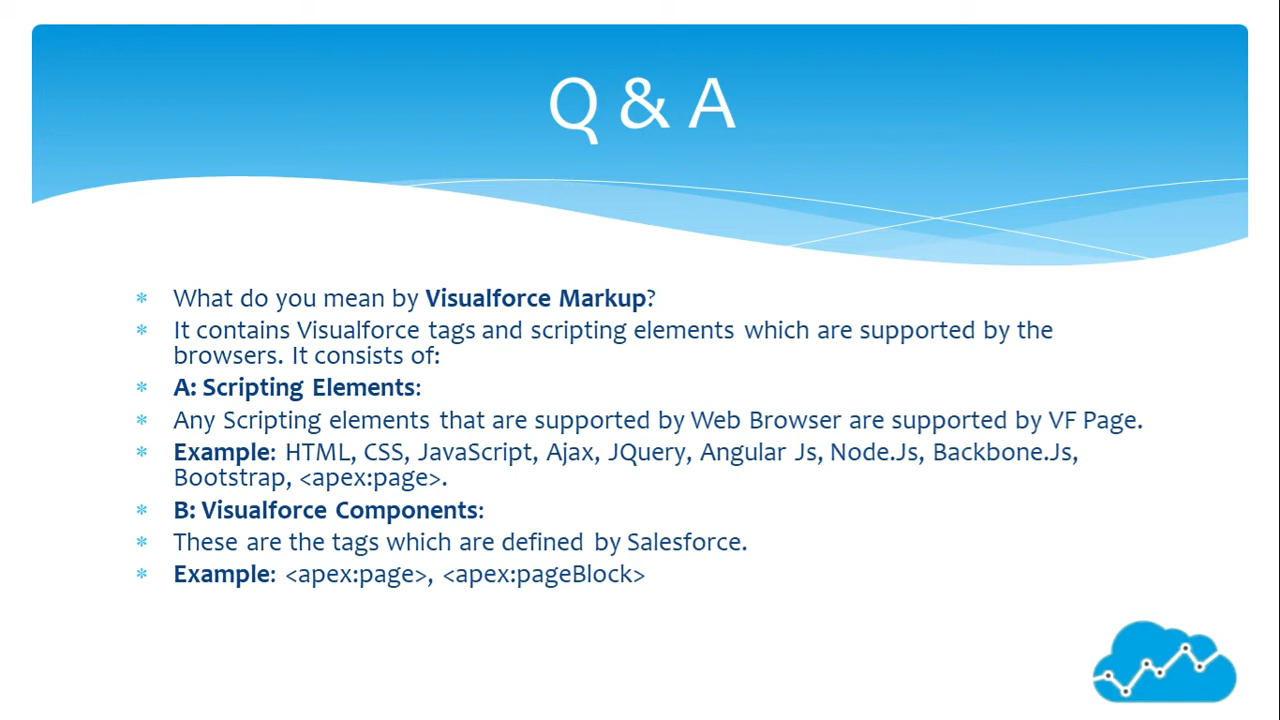 Q & A
* What do you mean by Visualforce Markup?
* It contains Visualforce tags and scripting elements which are supported by the
browsers. It consists of:
* A: Scripting Elements:
* Any Scripting elements that are supported by Web Browser are supported by VF Page.
* Example: HTML, CSS, JavaScript, Ajax, JQuery, Angular Js, Node.Js, Backbone.Js,
Bootstrap, <apex:page>.
* B: Visualforce Components:
* These are the tags which are defined by Salesforce.
* Example: <apex:page>, <apex:pageBlock>